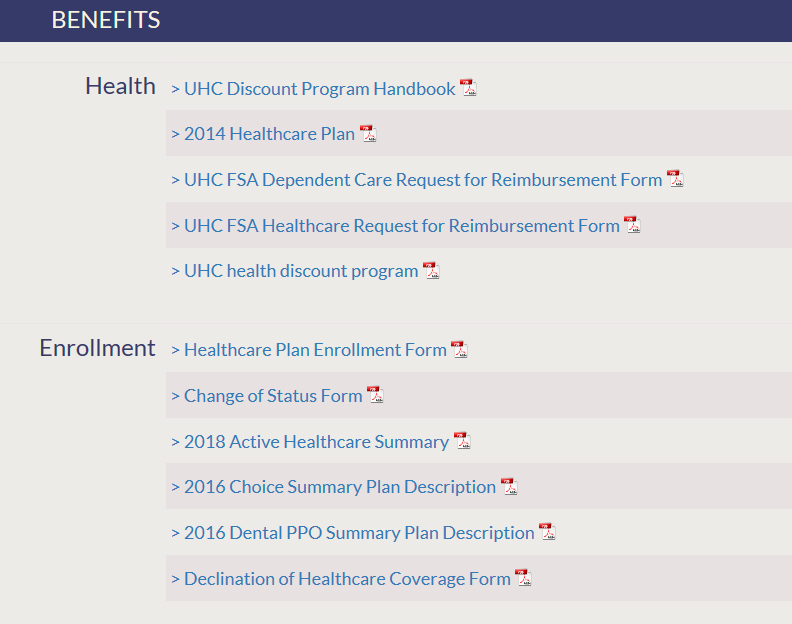 BENEFITS
Health
> UHC Discount Program Handbook
> 2014 Healthcare Plan
> UHC FSA Dependent Care Request for Reimbursement Form
> UHC FSA Healthcare Request for Reimbursement Form
> UHC health discount program
Enrollment
> Healthcare Plan Enrollment Form
> Change of Status Form
> 2018 Active Healthcare Summary
> 2016 Choice Summary Plan Description
> 2016 Dental PPO Summary Plan Description
> Declination of Healthcare Coverage Form